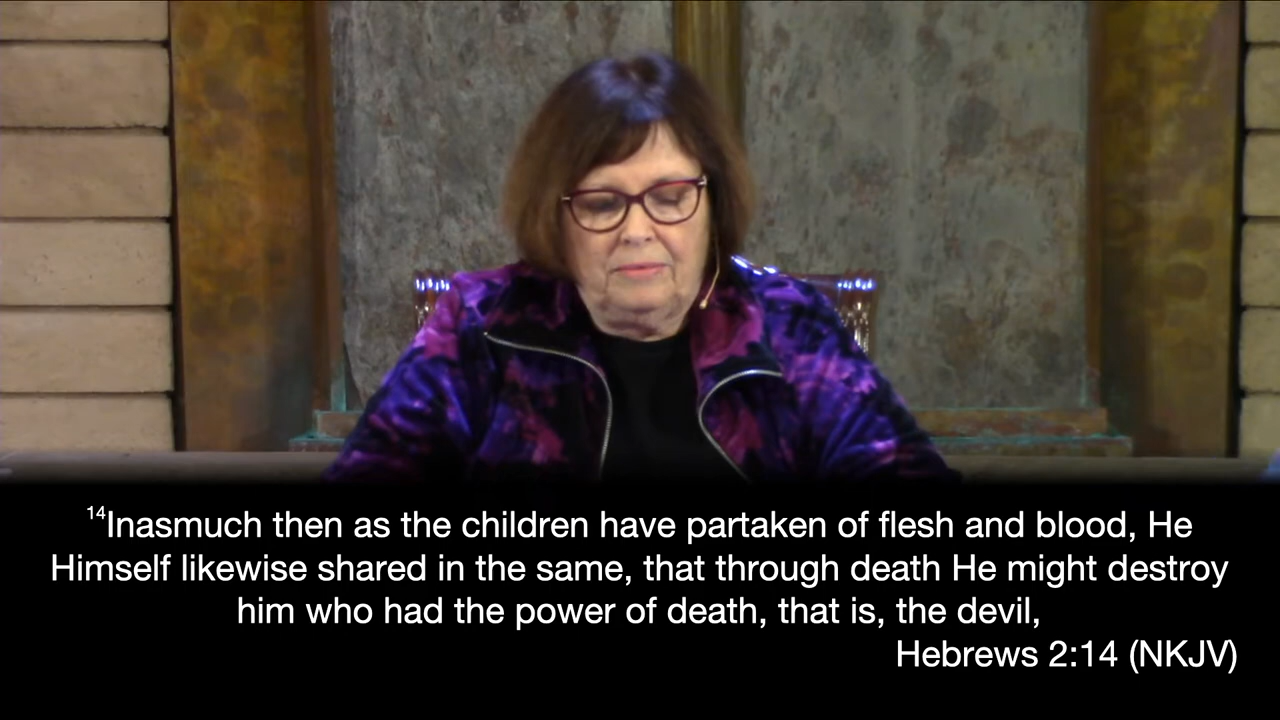 14Inasmuch then as the children have partaken of flesh and blood, He
Himself likewise shared in the same, that through death He might destroy
him who had the power of death, that is, the devil,
Hebrews 2:14 (NKJV)